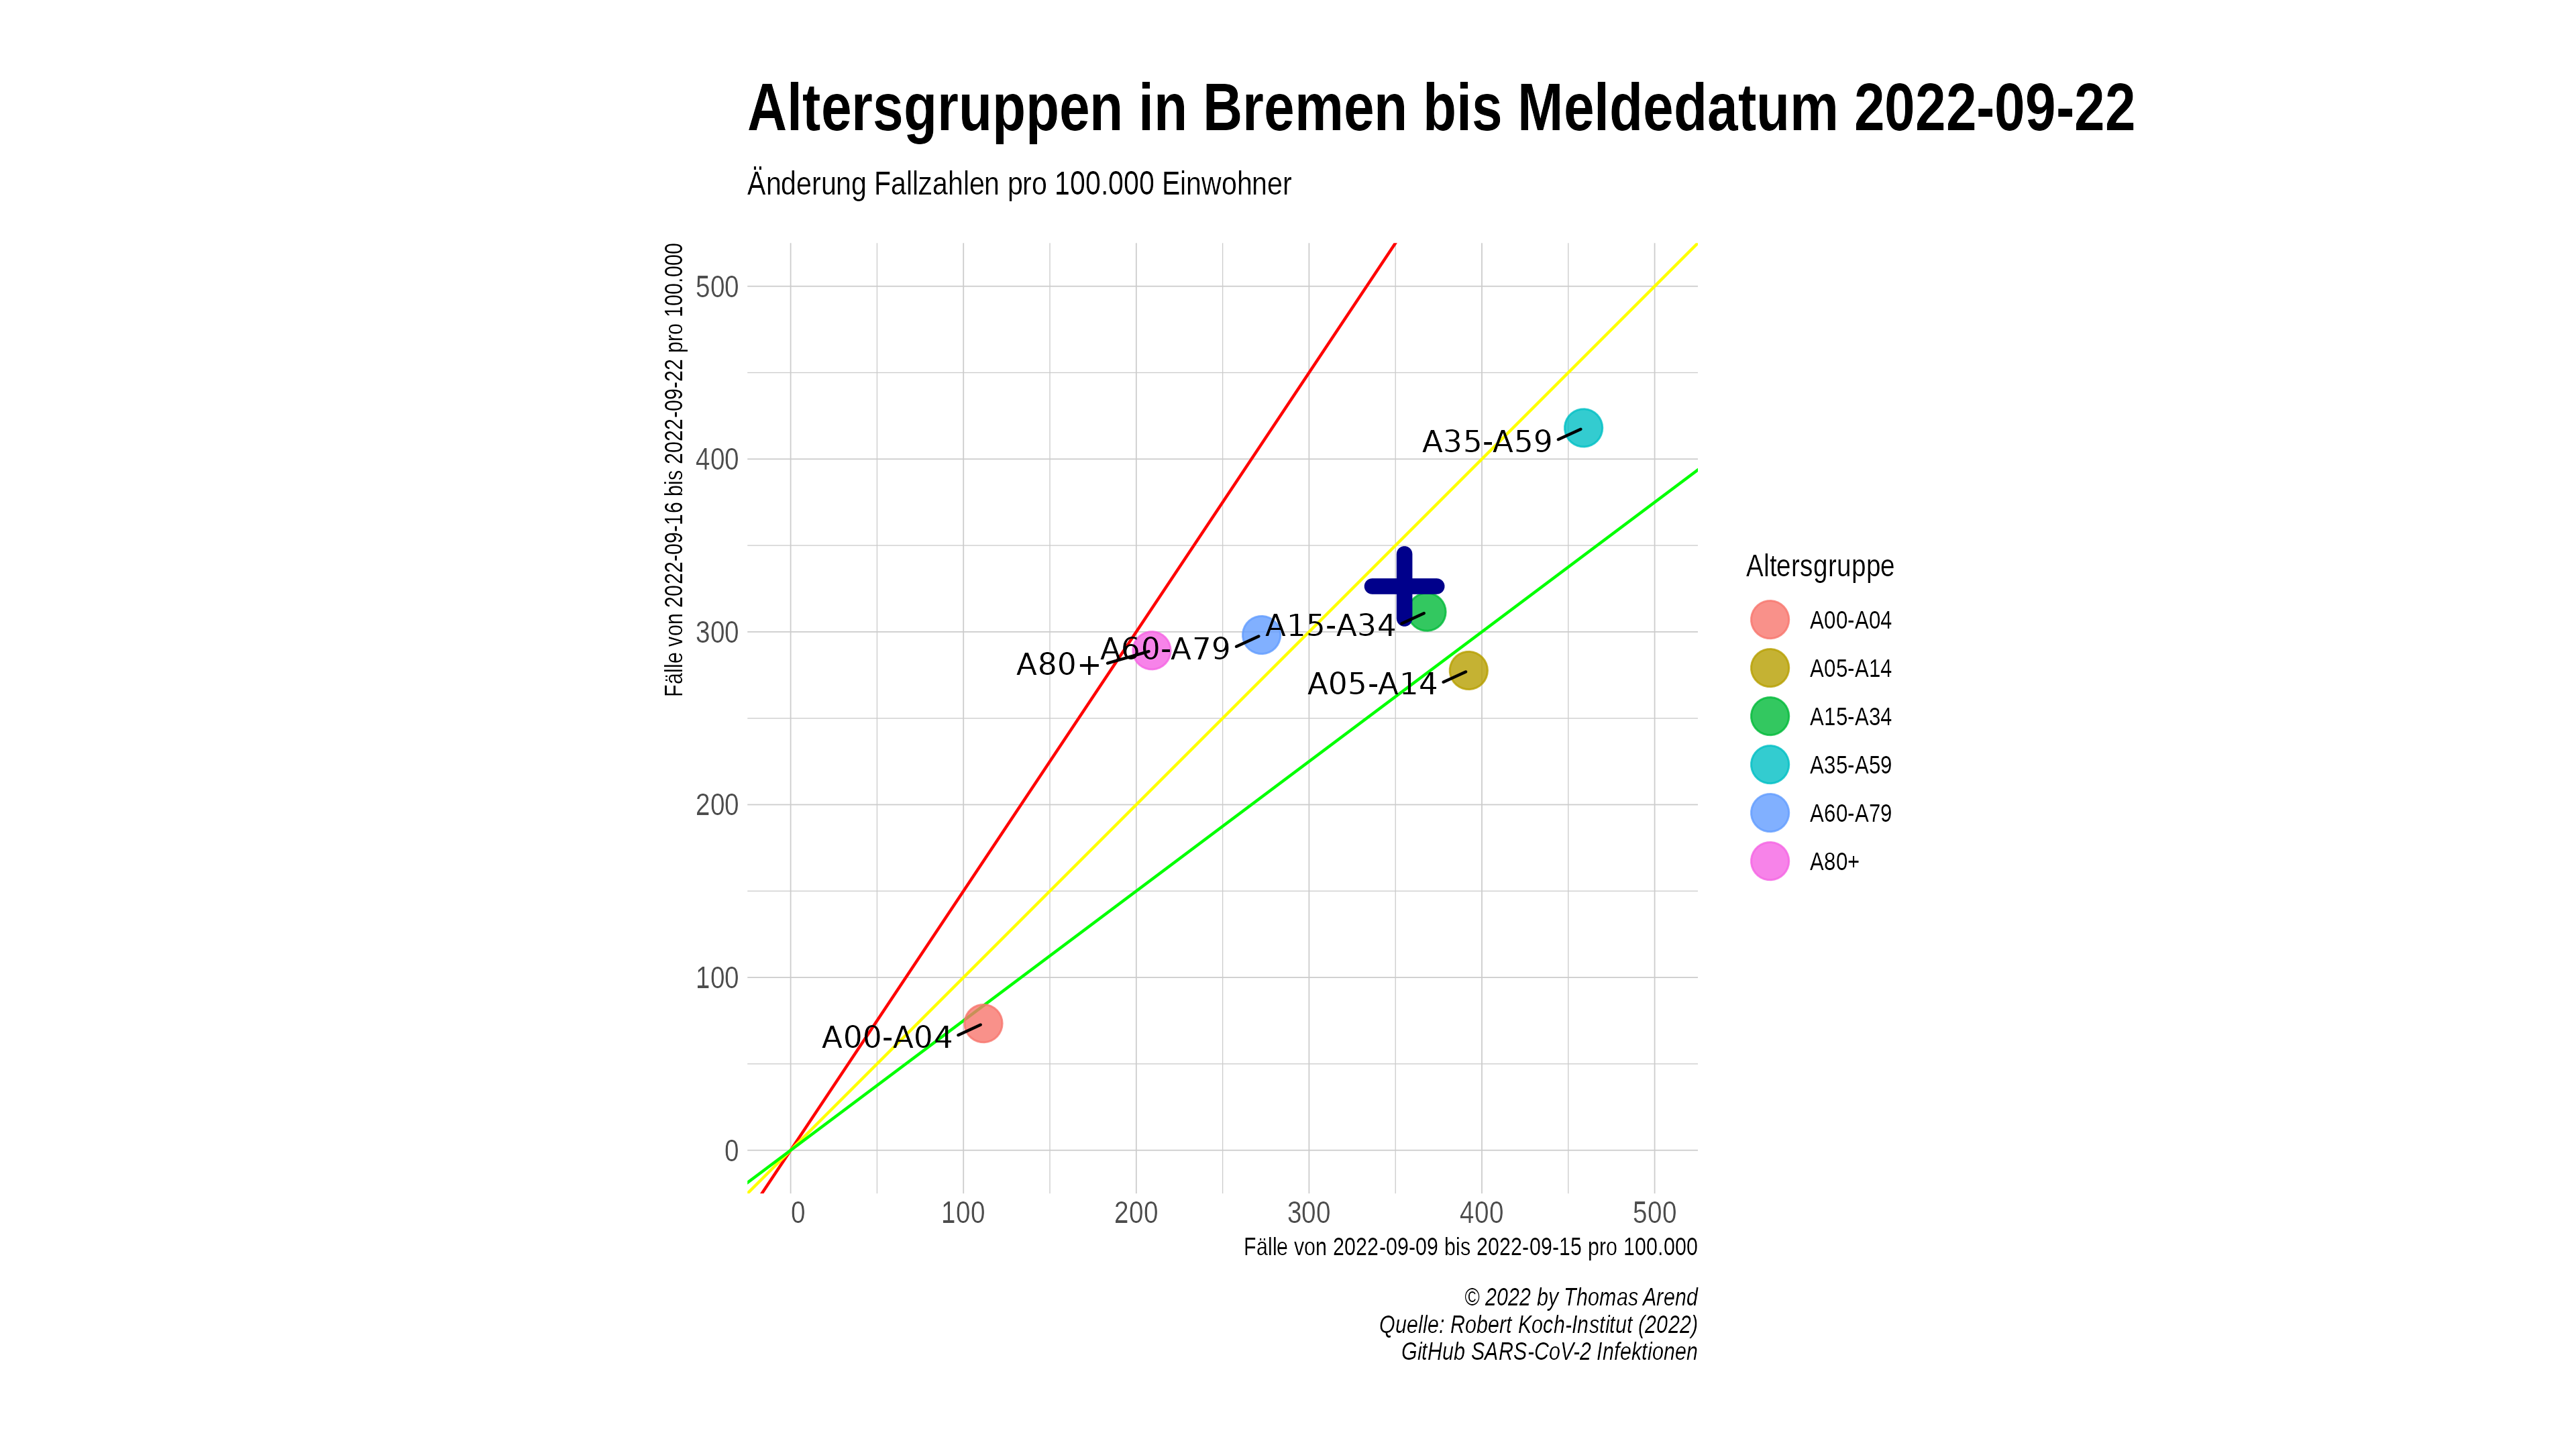 Altersgruppen in Bremen bis Meldedatum 2022-09-22
Änderung Fallzahlen pro 100.000 Einwohner
Fälle von 2022-09-16 bis 2022-09-22 pro 100.000
500
400
300
200
100
0
A35-A59
A15-A34
A60-A79
A80+
A05-A14
A00-A04
0
100
200
300
400
500
Fälle von 2022-09-09 bis 2022-09-15 pro 100.000
Altersgruppe
A00-A04
A05-A14
A15-A34
A35-A59
A60-A79
A80+
© 2022 by Thomas Arend
Quelle: Robert Koch-Institut (2022)
GitHub SARS-CoV-2 Infektionen